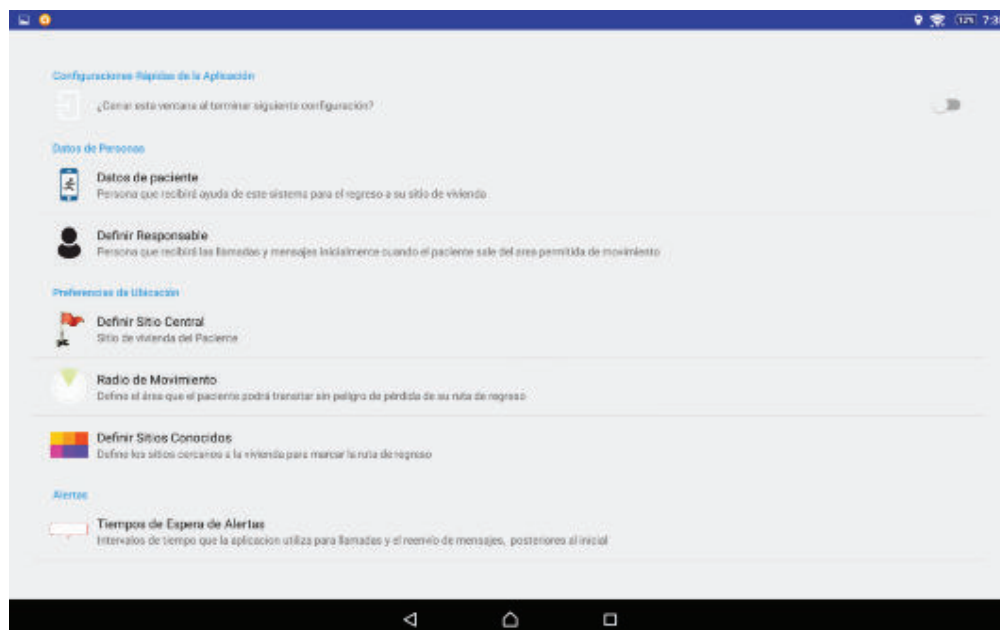 12% 7:3
Configuraciones Rápidas de la Aplicación
¿Cerrar esta ventana al terminar siguiente configuración?
Datos de Personas
Datos de paciente
Persona que recibirá ayuda de este sistema para el regreso a su sitio de vivienda
Definir Responsable
Persona que recibirá las llamadas y mensajes inicialmente cuando el paciente sale del area permitida de movimiento
Preferencias de Ubicación
Definir Sitio Central
Sitio de vivienda del Paciente
Radio de Movimiento
Define el área que el paciente podrá transitar sin peligro de pérdida de su ruta de regreso
Definir Sitios Conocidos
Define los sitios cercanos a la vivienda para marcar la ruta de regreso
Alertas
Tiempos de Espera de Alertas
Intervalos de tiempo que la aplicacion utiliza para llamadas y el reenvío de mensajes, posteriores al inicial